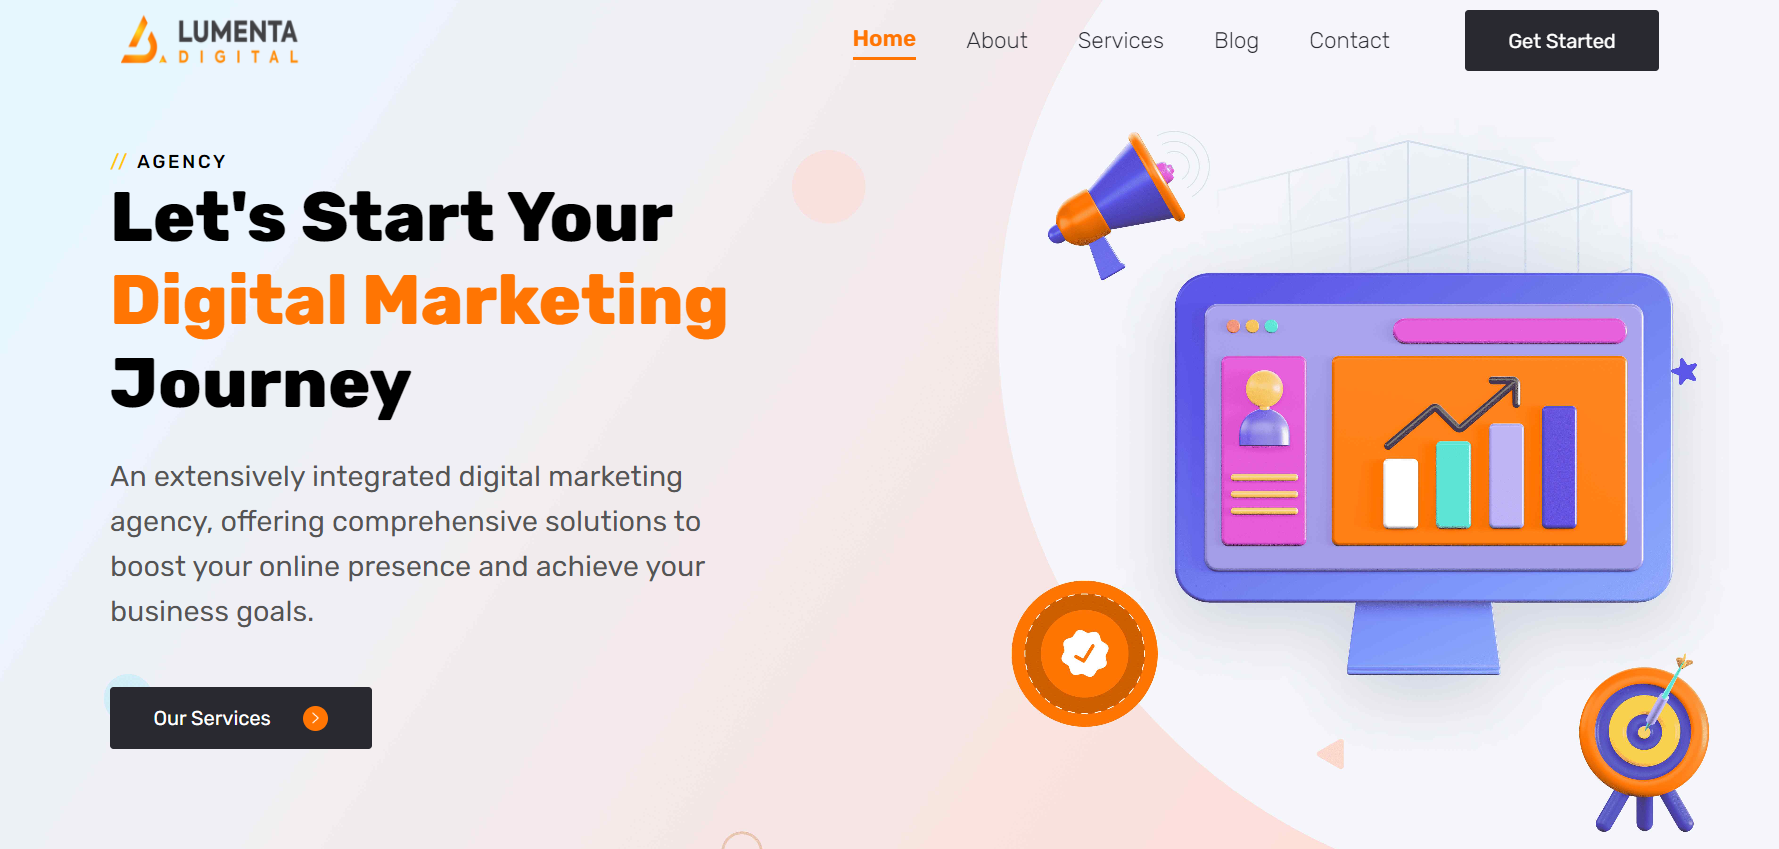 LUMENTA
DIGITAL
Home About Services Blog Contact Get Started
// AGENCY
Let's Start Your
Digital Marketing
Journey
An extensively integrated digital marketing
agency, offering comprehensive solutions to
boost your online presence and achieve your
business goals.
Our Services